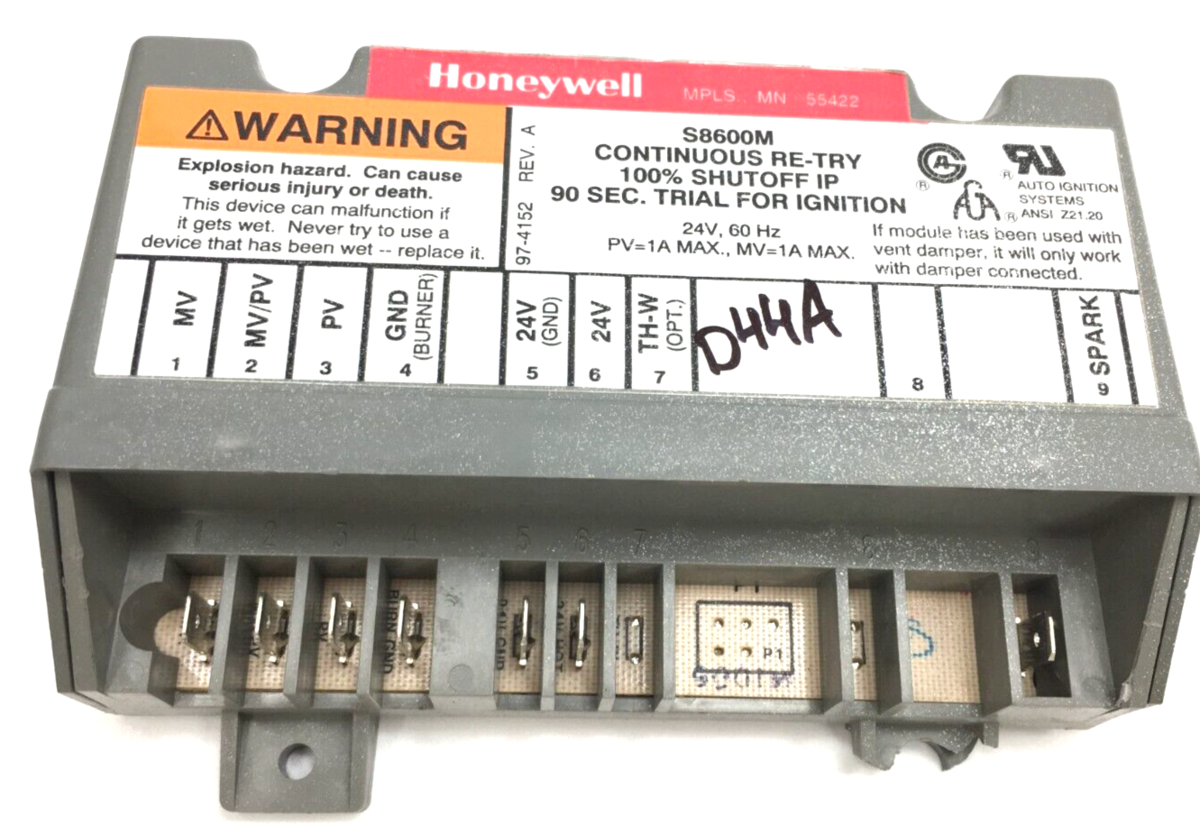 Honeywell MPLS., MN 55422
WARNING
Explosion hazard. Can cause
serious injury or death.
This device can malfunction if
it gets wet. Never try to use a
device that has been wet -- replace it.
97-4152 REV. A
S8600M
CONTINUOUS RE-TRY
100% SHUTOFF IP
90 SEC. TRIAL FOR IGNITION
24V, 60 Hz
PV=1A MAX., MV=1A MAX.
AUTO IGNITION
SYSTEMS
ANSI Z21.20
If module has been used with
vent damper, it will only work
with damper connected.
MV 1
MV/PV 2
PV 3
GND (BURNER) 4
24V (GND) 5
24V 6
TH-W (OPT.) 7
D44A
8
SPARK 9
1 2 3 4 5 6 7 8 9
P1